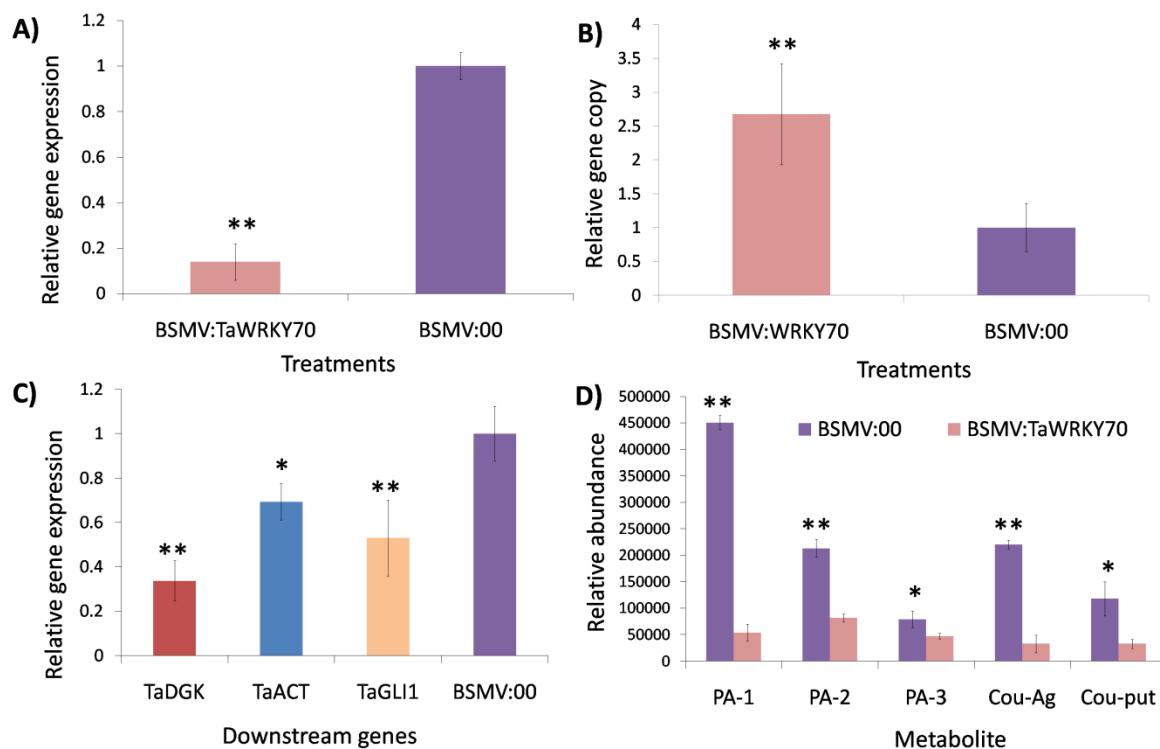 A)
Relative gene expression
1.2
1
0.8
0.6
0.4
0.2
0
**
BSMV:TaWRKY70 BSMV:00
Treatments
B)
Relative gene copy
4
3.5
3
2.5
2
1.5
1
0.5
0
**
BSMV:WRKY70 BSMV:00
Treatments
C)
Relative gene expression
1.2
1
0.8
0.6
0.4
0.2
0
** * **
TaDGK TaACT TaGLI1 BSMV:00
Downstream genes
D)
Relative abundance
500000
450000
400000
350000
300000
250000
200000
150000
100000
50000
0
BSMV:00 BSMV:TaWRKY70
** ** * ** *
PA-1 PA-2 PA-3 Cou-Ag Cou-put
Metabolite